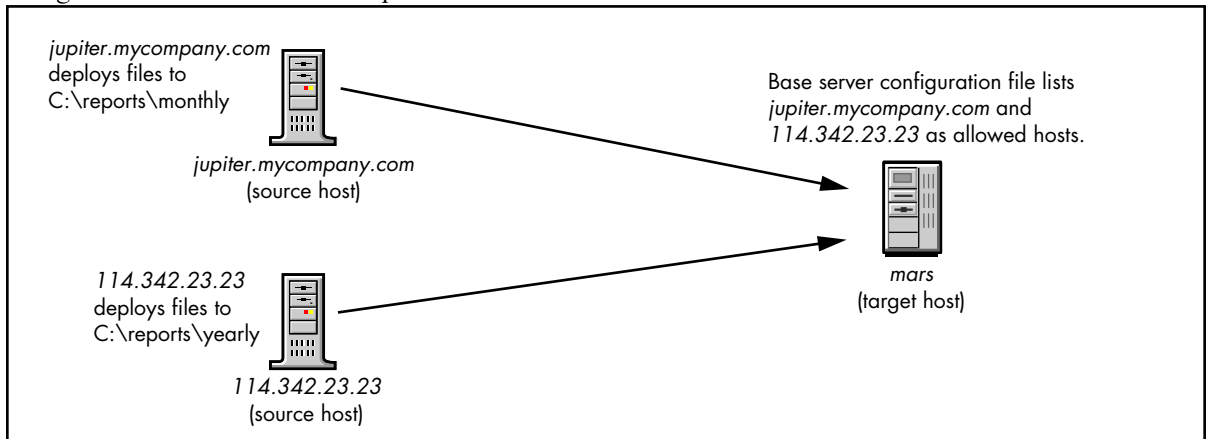 jupiter.mycompany.com
deploys files to
C:\reports\monthly
jupiter.mycompany.com
(source host)
Base server configuration file lists
jupiter.mycompany.com and
114.342.23.23 as allowed hosts.
mars
(target host)
114.342.23.23
deploys files to
C:\reports\yearly
114.342.23.23
(source host)